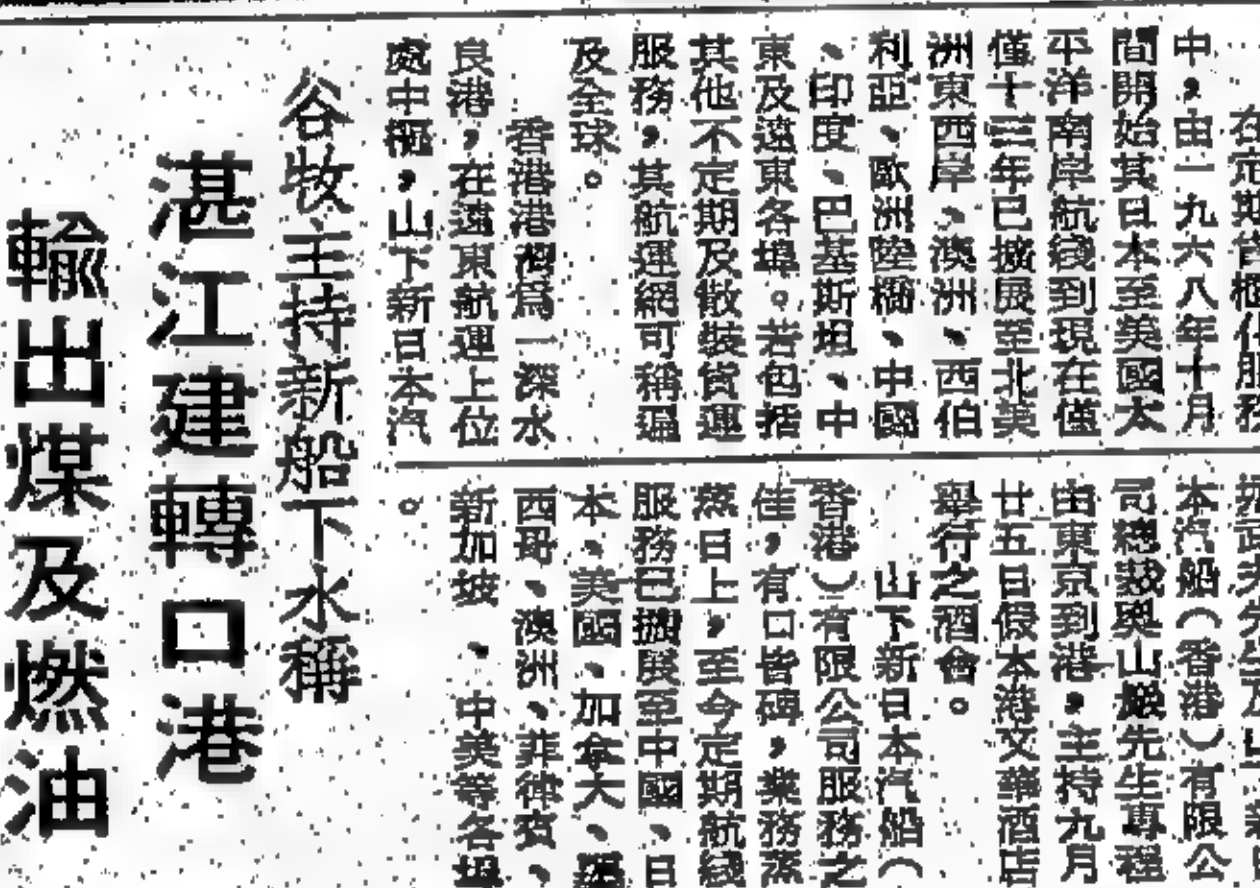 中,由一九六八年十月
間開始其日本至美國太
平洋南岸航綫到現在僅
僅十三年已擴展至北美
洲東西岸、澳洲、西伯
利亞、歐洲陸橋、中國
、印度、巴基斯坦、中
東及遠東各埠。若包括
其他不定期及散裝貨運
服務,其航運網可稱遍
及全球。
香港港灣爲一深水
良港,在遠東航運上位
處中樞,山下新日本汽
本汽船(香港)有限公
司總裁與山巖先生專程
由東京到港,主持九月
廿五日假本港文華酒店
舉行之酒會。
山下新日本汽船(
香港)有限公司服務之
佳,有口皆碑,業務蒸
蒸日上,至今定期航綫
服務已擴展至中國、日
本、美國、加拿大、
西哥、澳洲、菲律賓、
新加坡、中美等各埠
。
谷牧主持新船下水稱
湛江建轉口港
輸出煤及燃油